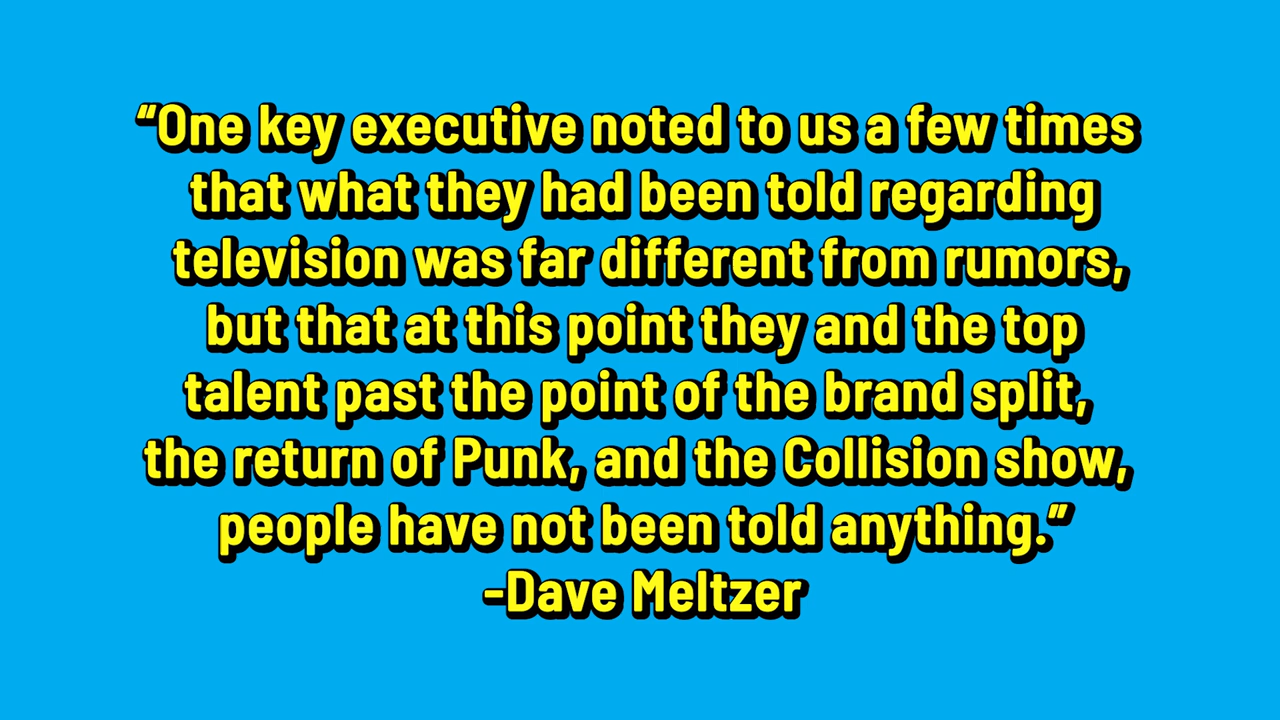 “One key executive noted to us a few times
that what they had been told regarding
television was far different from rumors,
but that at this point they and the top
talent past the point of the brand split,
the return of Punk, and the Collision show,
people have not been told anything.”
-Dave Meltzer